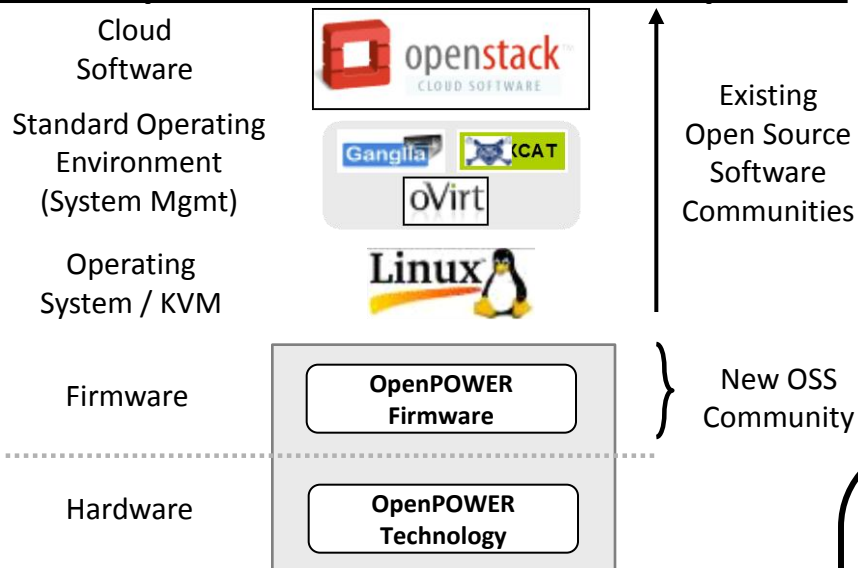 Cloud
Software
openstack™
CLOUD SOFTWARE
Standard Operating
Environment
(System Mgmt)
Ganglia
XCAT
oVirt
Existing
Open Source
Software
Communities
Operating
System / KVM
Linux
Firmware
OpenPOWER
Firmware
New OSS
Community
Hardware
OpenPOWER
Technology